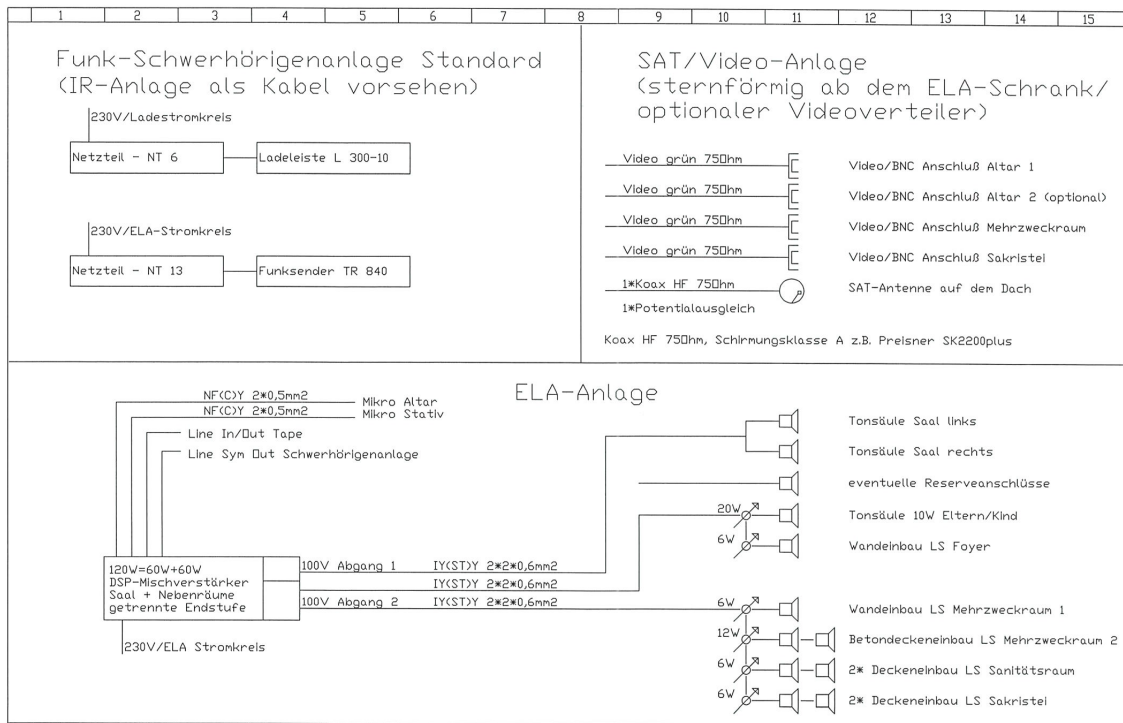 1 2 3 4 5 6 7 8 9 10 11 12 13 14 15
Funk-Schwerhörigenanlage Standard
(IR-Anlage als Kabel vorsehen)
230V/Ladestromkreis
Netzteil - NT 6
Ladeleiste L 300-10
230V/ELA-Stromkreis
Netzteil - NT 13
Funksender TR 840
SAT/Video-Anlage
(sternförmig ab dem ELA-Schrank/
optionaler Videoverteiler)
Video grün 75Ohm
Video/BNC Anschluß Altar 1
Video grün 75Ohm
Video/BNC Anschluß Altar 2 (optional)
Video grün 75Ohm
Video/BNC Anschluß Mehrzweckraum
Video grün 75Ohm
Video/BNC Anschluß Sakristei
1*Koax HF 75Ohm
SAT-Antenne auf dem Dach
1*Potentialausgleich
Koax HF 75Ohm, Schirmungsklasse A z.B. Preisner SK2200plus
ELA-Anlage
NF(C)Y 2*0,5mm2
Mikro Altar
NF(C)Y 2*0,5mm2
Mikro Stativ
Line In/Out Tape
Line Sym Out Schwerhörigenanlage
120W=60W+60W
DSP-Mischverstärker
Saal + Nebenräume
getrennte Endstufe
230V/ELA Stromkreis
100V Abgang 1
IY(ST)Y 2*2*0,6mm2
IY(ST)Y 2*2*0,6mm2
100V Abgang 2
IY(ST)Y 2*2*0,6mm2
Tonsäule Saal links
Tonsäule Saal rechts
eventuelle Reserveanschlüsse
20W
Tonsäule 10W Eltern/Kind
6W
Wandeinbau LS Foyer
6W
Wandeinbau LS Mehrzweckraum 1
12W
Betondeckeneinbau LS Mehrzweckraum 2
6W
2* Deckeneinbau LS Sanitätsraum
6W
2* Deckeneinbau LS Sakristei